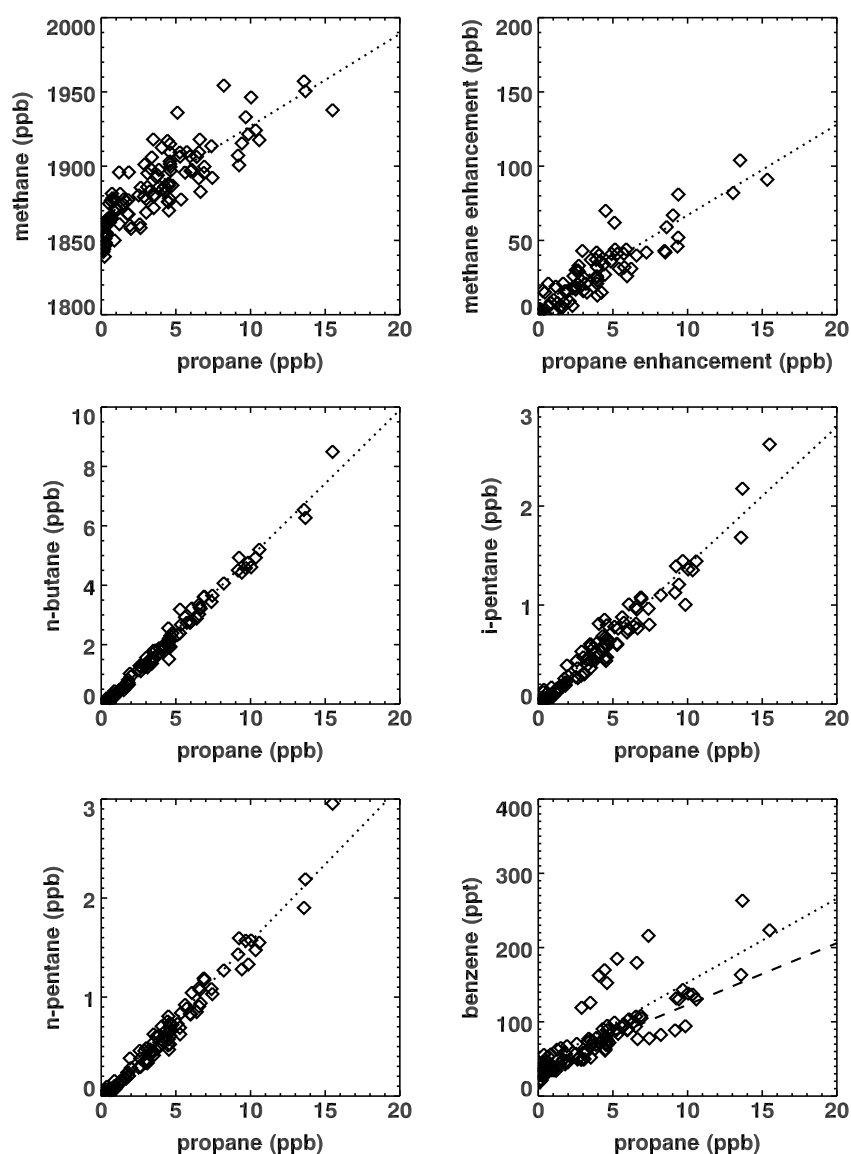 methane (ppb)
2000
1950
1900
1850
1800
0 5 10 15 20
propane (ppb)
methane enhancement (ppb)
200
150
100
50
0
0 5 10 15 20
propane enhancement (ppb)
n-butane (ppb)
10
8
6
4
2
0
0 5 10 15 20
propane (ppb)
i-pentane (ppb)
3
2
1
0
0 5 10 15 20
propane (ppb)
n-pentane (ppb)
3
2
1
0
0 5 10 15 20
propane (ppb)
benzene (ppt)
400
300
200
100
0
0 5 10 15 20
propane (ppb)